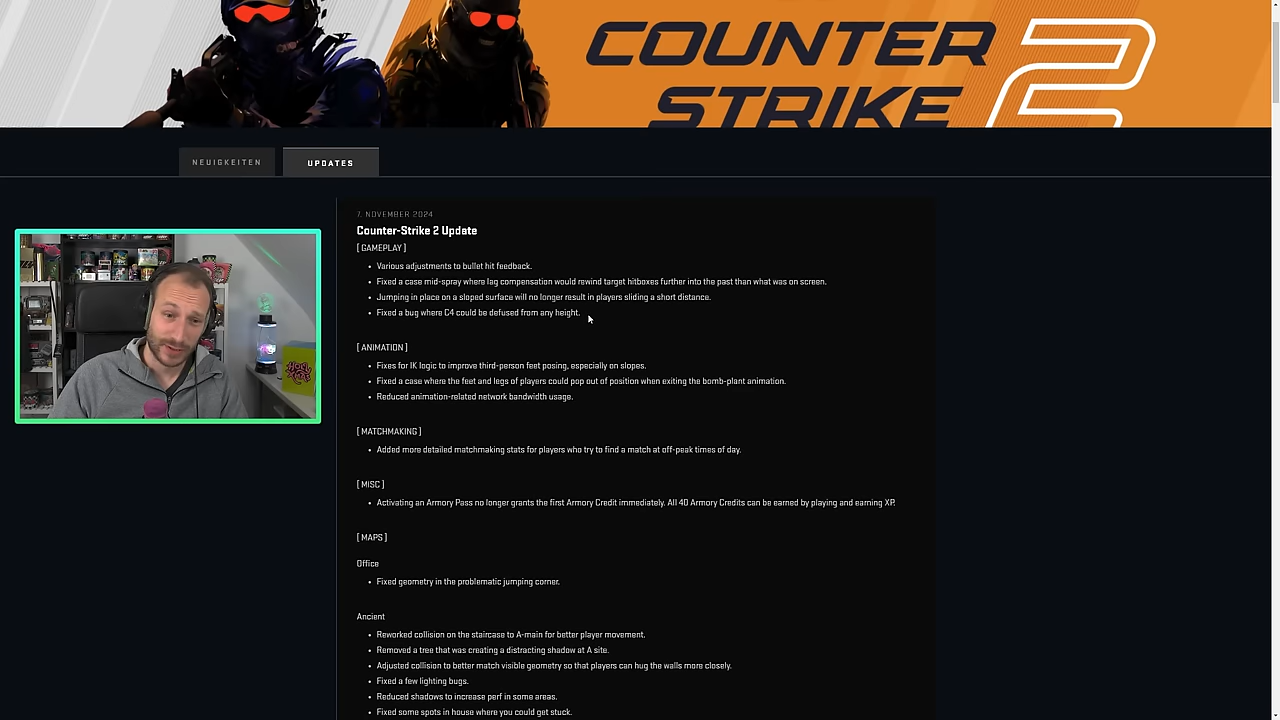 COUNTER
STRIKE 2
NEUIGKEITEN
UPDATES
7. NOVEMBER 2024
Counter-Strike 2 Update
[ GAMEPLAY ]
• Various adjustments to bullet hit feedback.
• Fixed a case mid-spray where lag compensation would rewind target hitboxes further into the past than what was on screen.
• Jumping in place on a sloped surface will no longer result in players sliding a short distance.
• Fixed a bug where C4 could be defused from any height.
[ ANIMATION ]
• Fixes for IK logic to improve third-person feet posing, especially on slopes.
• Fixed a case where the feet and legs of players could pop out of position when exiting the bomb-plant animation.
• Reduced animation-related network bandwidth usage.
[ MATCHMAKING ]
• Added more detailed matchmaking stats for players who try to find a match at off-peak times of day.
[ MISC ]
• Activating an Armory Pass no longer grants the first Armory Credit immediately. All 40 Armory Credits can be earned by playing and earning XP.
[ MAPS ]
Office
• Fixed geometry in the problematic jumping corner.
Ancient
• Reworked collision on the staircase to A-main for better player movement.
• Removed a tree that was creating a distracting shadow at A site.
• Adjusted collision to better match visible geometry so that players can hug the walls more closely.
• Fixed a few lighting bugs.
• Reduced shadows to increase perf in some areas.
• Fixed some spots in house where you could get stuck.